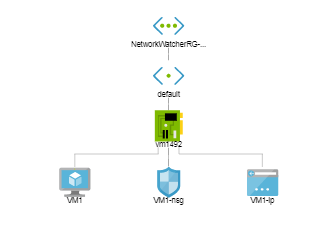 NetworkWatcherRG-...
default
vm1492
VM1
VM1-nsg
VM1-ip